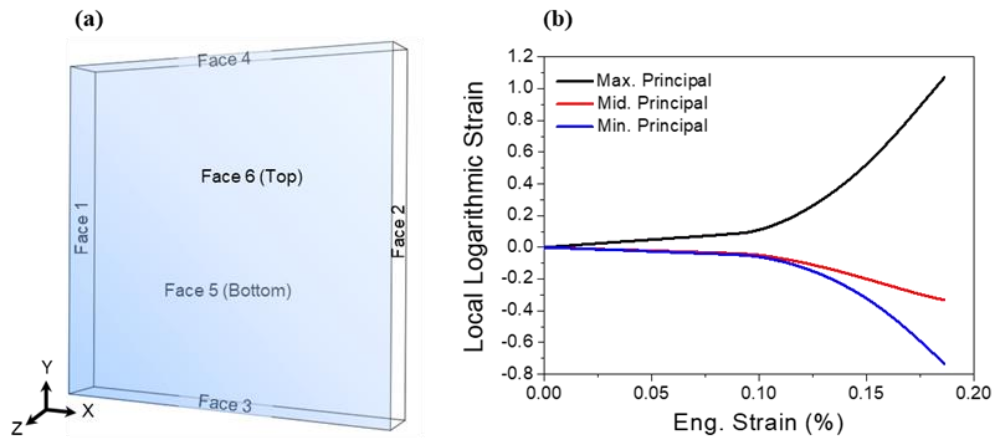 (a)
Face 4
Face 6 (Top)
Face 1
Face 2
Face 5 (Bottom)
Face 3
Y
X
Z
(b)
Max. Principal
Mid. Principal
Min. Principal
Local Logarithmic Strain
1.2
1.0
0.8
0.6
0.4
0.2
0.0
-0.2
-0.4
-0.6
-0.8
0.00 0.05 0.10 0.15 0.20
Eng. Strain (%)